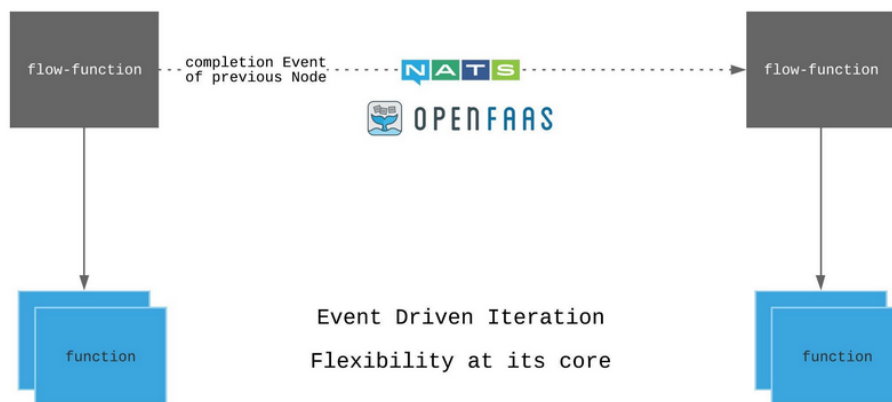 flow-function
completion Event
of previous Node
NATS
flow-function
OPENFAAS
Event Driven Iteration
Flexibility at its core
function
function